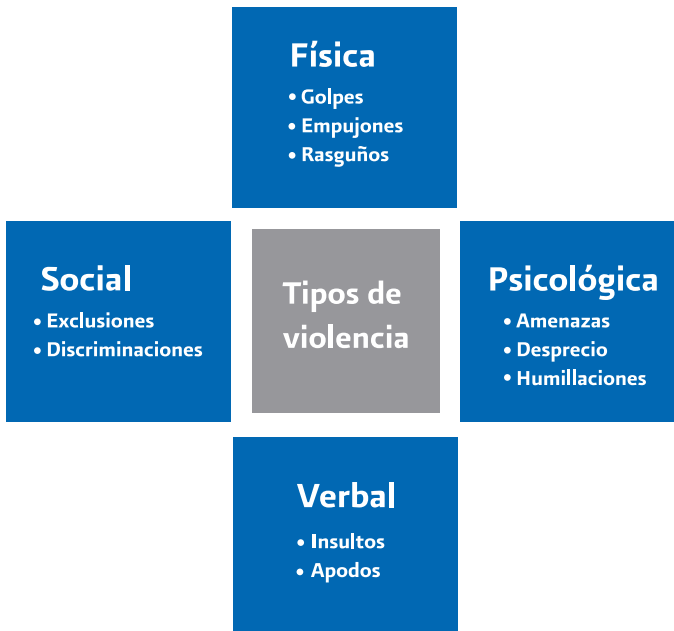 Física
• Golpes
• Empujones
• Rasguños
Social
• Exclusiones
• Discriminaciones
Tipos de
violencia
Psicológica
• Amenazas
• Desprecio
• Humillaciones
Verbal
• Insultos
• Apodos